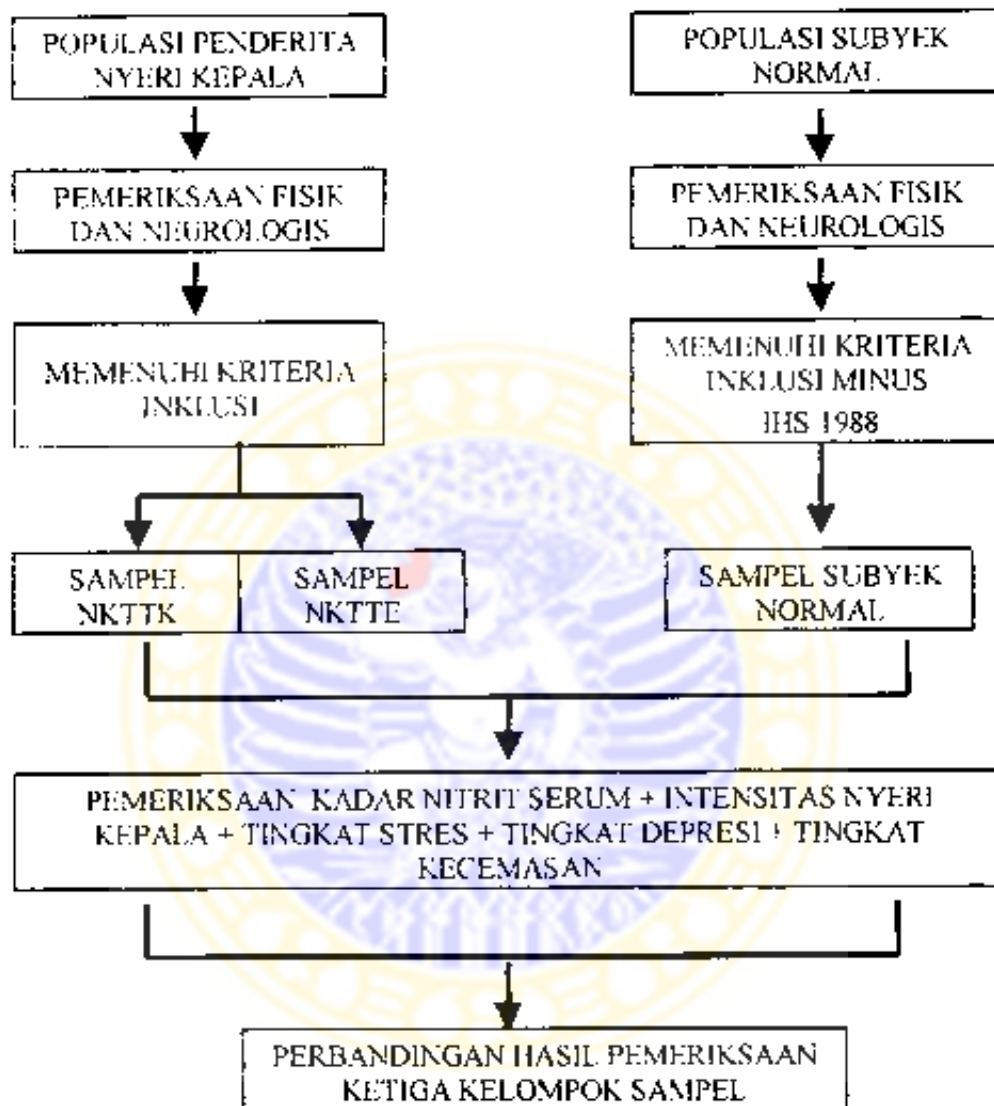 POPULASI PENDERITA
NYERI KEPALA
POPULASI SUBYEK
NORMAL
PEMERIKSAAN FISIK
DAN NEUROLOGIS
PEMERIKSAAN FISIK
DAN NEUROLOGIS
MEMENUHI KRITERIA
INKLUSI
MEMENUHI KRITERIA
INKLUSI MINUS
IHS 1988
SAMPEL
NKTTK
SAMPEL
NKTTE
SAMPEL SUBYEK
NORMAL
PEMERIKSAAN KADAR NITRIT SERUM + INTENSITAS NYERI
KEPALA + TINGKAT STRES + TINGKAT DEPRESI + TINGKAT
KECEMASAN
PERBANDINGAN HASIL PEMERIKSAAN
KETIGA KELOMPOK SAMPEL